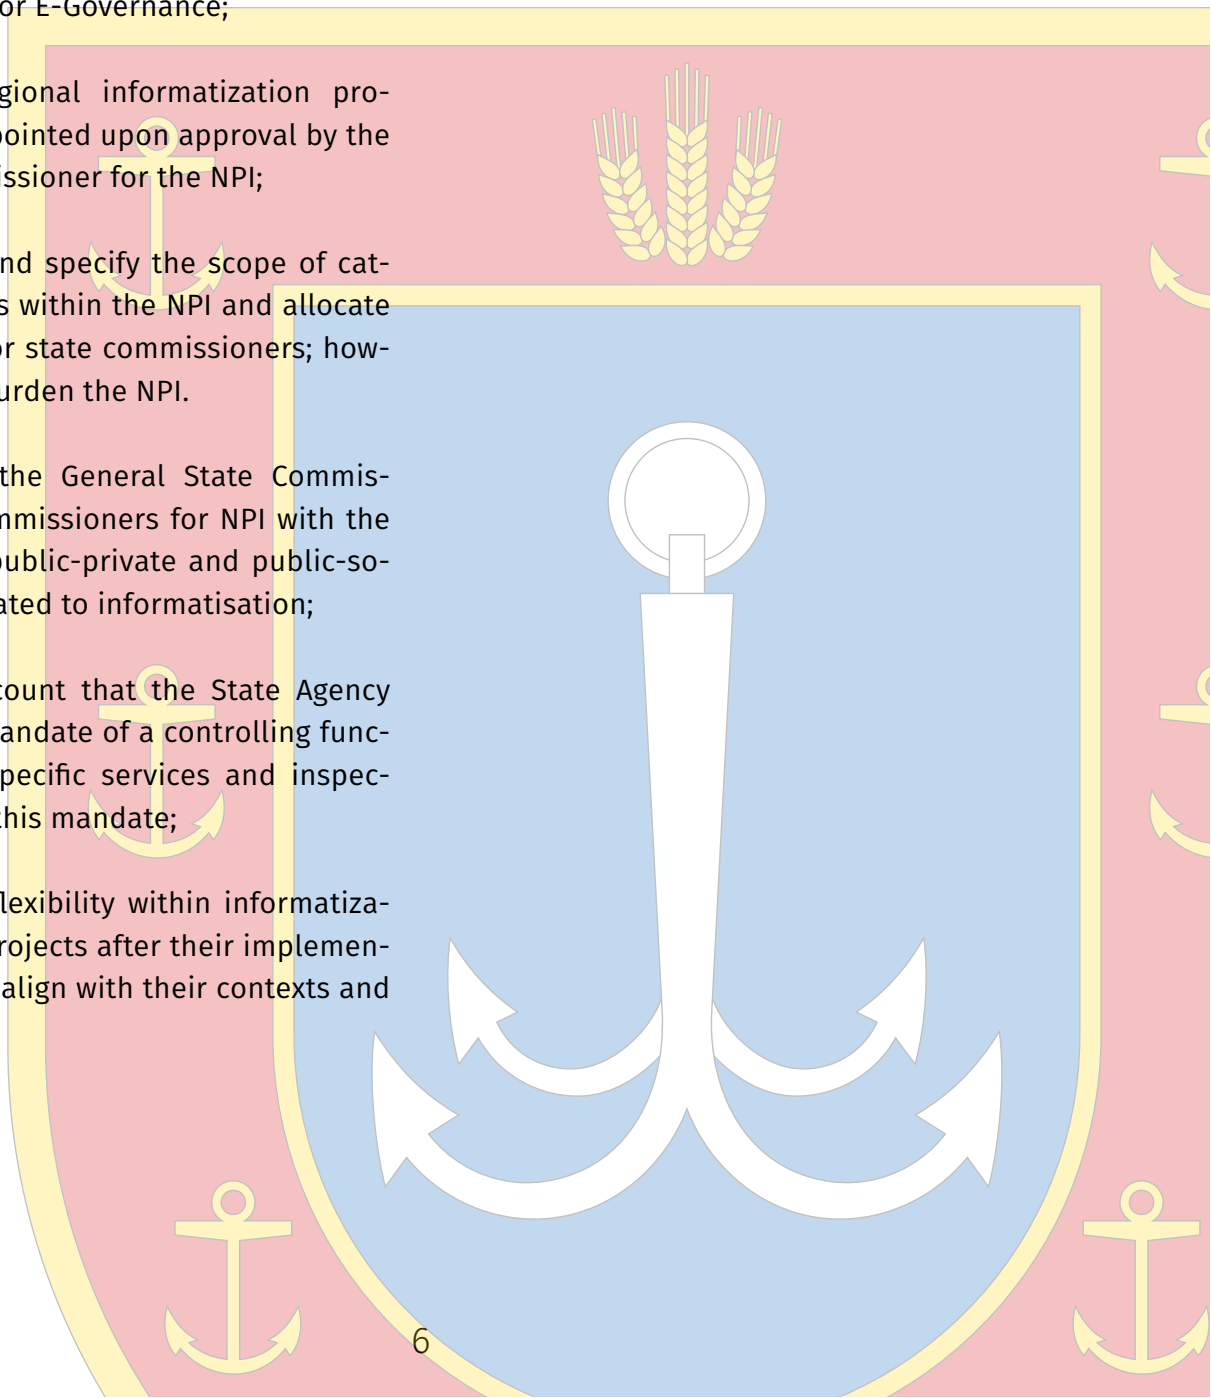 or E-Governance;
gional informatization pro-
pointed upon approval by the
issioner for the NPI;
nd specify the scope of cat-
s within the NPI and allocate
or state commissioners; how-
urden the NPI.
the General State Commis-
mmissioners for NPI with the
public-private and public-so-
ated to informatisation;
count that the State Agency
andate of a controlling func-
pecific services and inspec-
this mandate;
lexibility within informatiza-
rojects after their implemen-
align with their contexts and
6